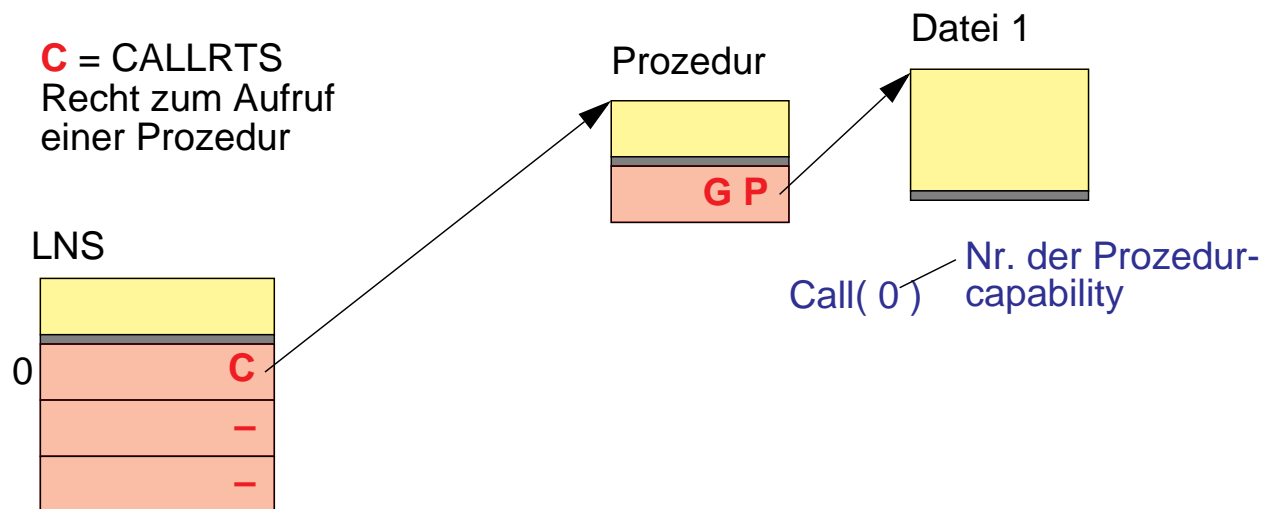 C = CALLRTS
Recht zum Aufruf
einer Prozedur
Prozedur
Datei 1
G P
LNS
Call( 0 )
Nr. der Prozedur-
capability
0
C
–
–